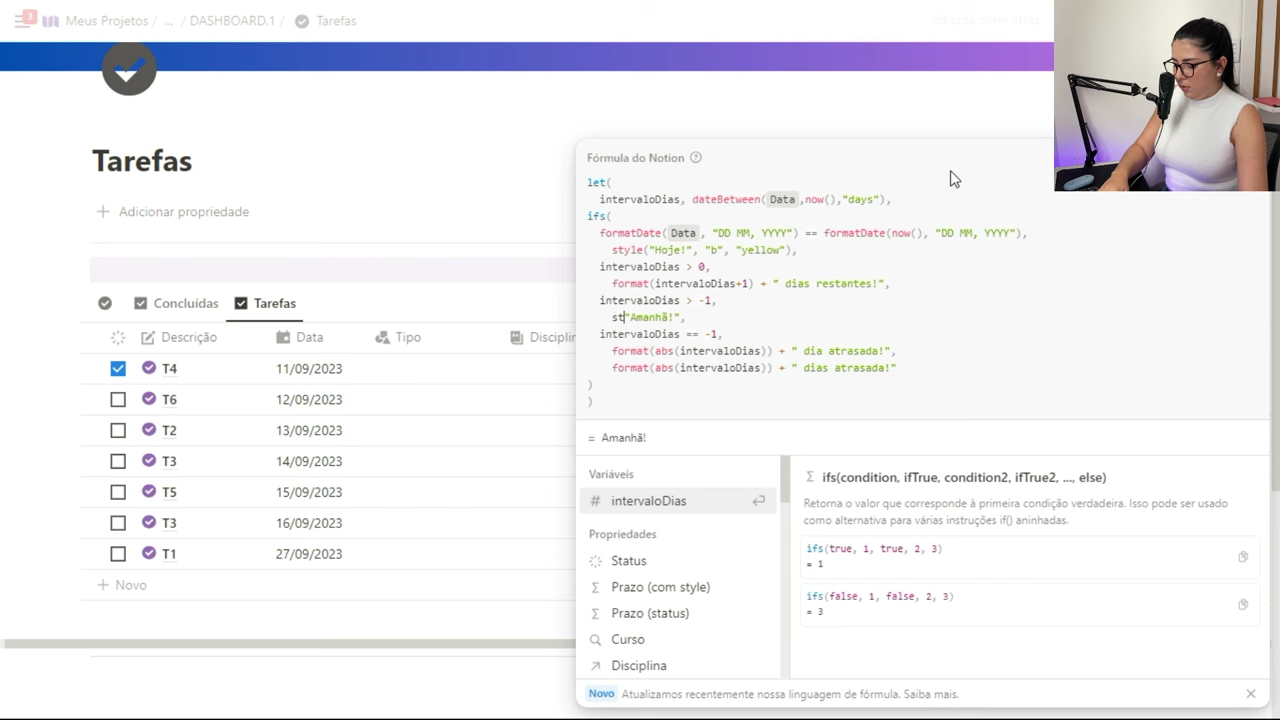 3
Meus Projetos / ... / DASHBOARD.1 / Tarefas
Tarefas
Adicionar propriedade
Concluídas Tarefas
Descrição Data Tipo Disciplin
T4 11/09/2023
T6 12/09/2023
T2 13/09/2023
T3 14/09/2023
T5 15/09/2023
T3 16/09/2023
T1 27/09/2023
+ Novo
Fórmula do Notion
let(
intervaloDias, dateBetween(Data,now(),"days"),
ifs(
formatDate(Data, "DD MM, YYYY") == formatDate(now(), "DD MM, YYYY"),
style("Hoje!", "b", "yellow"),
intervaloDias > 0,
format(intervaloDias+1) + " dias restantes!",
intervaloDias > -1,
st"Amanhã!",
intervaloDias == -1,
format(abs(intervaloDias)) + " dia atrasada!",
format(abs(intervaloDias)) + " dias atrasada!"
)
)
= Amanhã!
Variáveis
# intervaloDias
Propriedades
Status
Σ Prazo (com style)
Σ Prazo (status)
Curso
Disciplina
Σ ifs(condition, ifTrue, condition2, ifTrue2, ..., else)
Retorna o valor que corresponde à primeira condição verdadeira. Isso pode ser usado
como alternativa para várias instruções if() aninhadas.
ifs(true, 1, true, 2, 3)
= 1
ifs(false, 1, false, 2, 3)
= 3
Novo Atualizamos recentemente nossa linguagem de fórmula. Saiba mais.